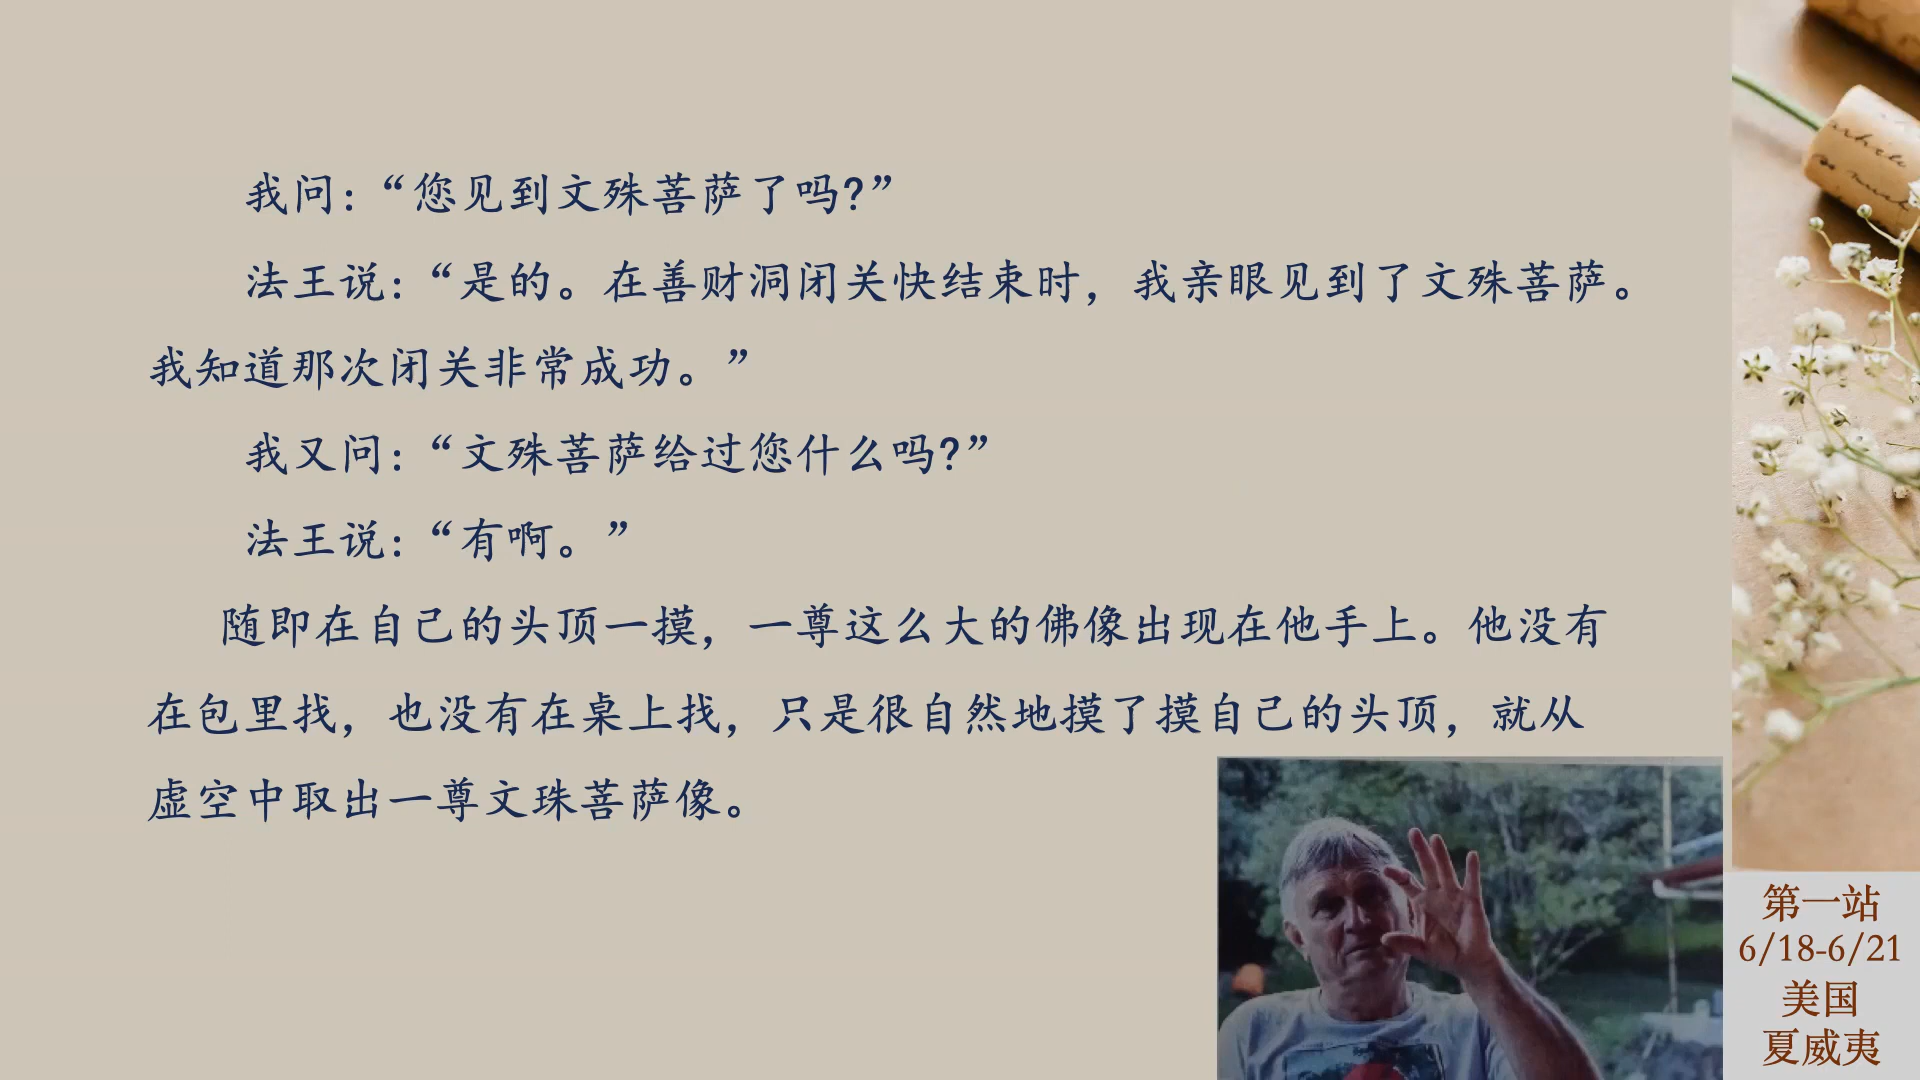 我问：“您见到文殊菩萨了吗?”
法王说：“是的。在善财洞闭关快结束时，我亲眼见到了文殊菩萨。
我知道那次闭关非常成功。”
我又问：“文殊菩萨给过您什么吗?”
法王说：“有啊。”
随即在自己的头顶一摸，一尊这么大的佛像出现在他手上。他没有
在包里找，也没有在桌上找，只是很自然地摸了摸自己的头顶，就从
虚空中取出一尊文珠菩萨像。
第一站
6/18-6/21
美国
夏威夷